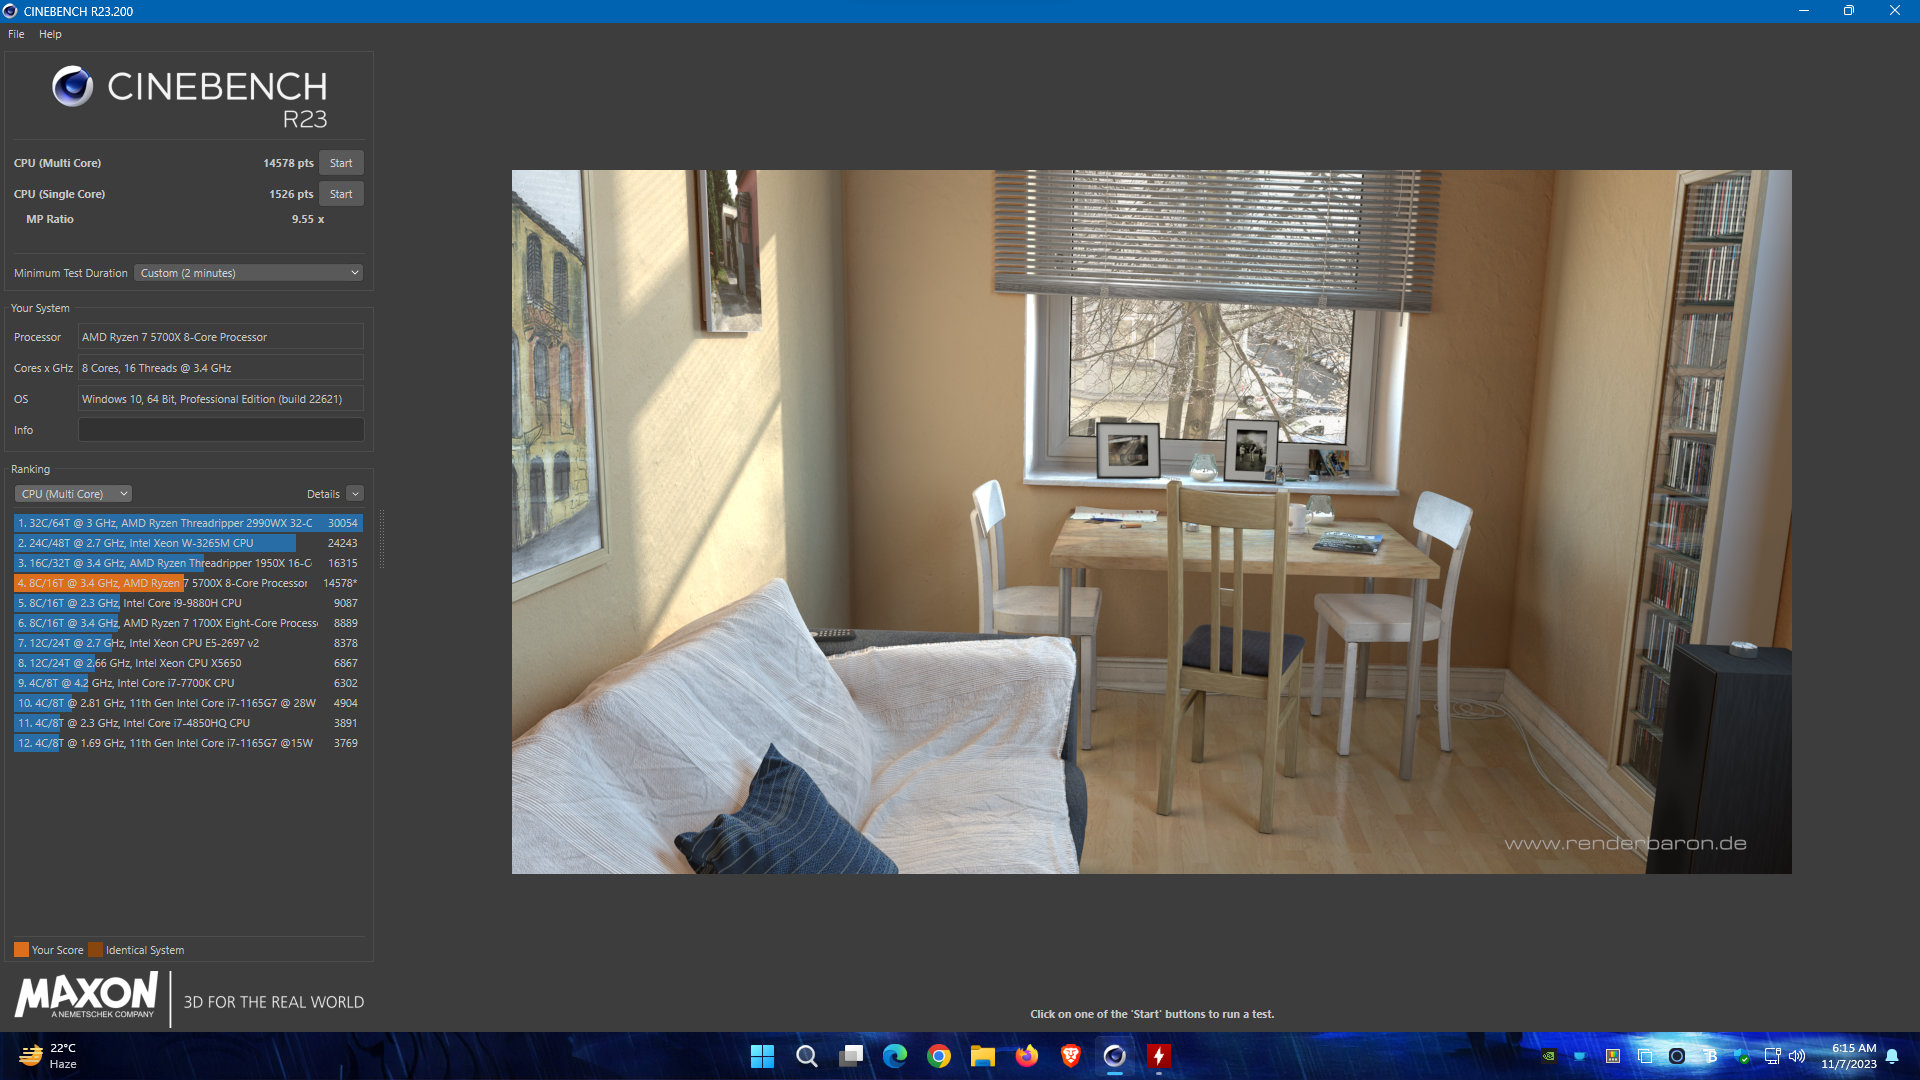 CINEBENCH R23.200
File Help
CINEBENCH
R23
CPU (Multi Core) 14578 pts Start
CPU (Single Core) 1526 pts Start
MP Ratio 9.55 x
Minimum Test Duration Custom (2 minutes)
Your System
Processor AMD Ryzen 7 5700X 8-Core Processor
Cores x GHz 8 Cores, 16 Threads @ 3.4 GHz
OS Windows 10, 64 Bit, Professional Edition (build 22621)
Info
Ranking
CPU (Multi Core) Details
1. 32C/64T @ 3 GHz, AMD Ryzen Threadripper 2990WX 32-C 30054
2. 24C/48T @ 2.7 GHz, Intel Xeon W-3265M CPU 24243
3. 16C/32T @ 3.4 GHz, AMD Ryzen Threadripper 1950X 16-C 16315
4. 8C/16T @ 3.4 GHz, AMD Ryzen 7 5700X 8-Core Processor 14578*
5. 8C/16T @ 2.3 GHz, Intel Core i9-9880H CPU 9087
6. 8C/16T @ 3.4 GHz, AMD Ryzen 7 1700X Eight-Core Process 8889
7. 12C/24T @ 2.7 GHz, Intel Xeon CPU E5-2697 v2 8378
8. 12C/24T @ 2.66 GHz, Intel Xeon CPU X5650 6867
9. 4C/8T @ 4.2 GHz, Intel Core i7-7700K CPU 6302
10. 4C/8T @ 2.81 GHz, 11th Gen Intel Core i7-1165G7 @ 28W 4904
11. 4C/8T @ 2.3 GHz, Intel Core i7-4850HQ CPU 3891
12. 4C/8T @ 1.69 GHz, 11th Gen Intel Core i7-1165G7 @15W 3769
Your Score Identical System
MAXON
A NEMETSCHEK COMPANY
3D FOR THE REAL WORLD
www.renderbaron.de
Click on one of the 'Start' buttons to run a test.
22°C
Haze
6:15 AM
11/7/2023